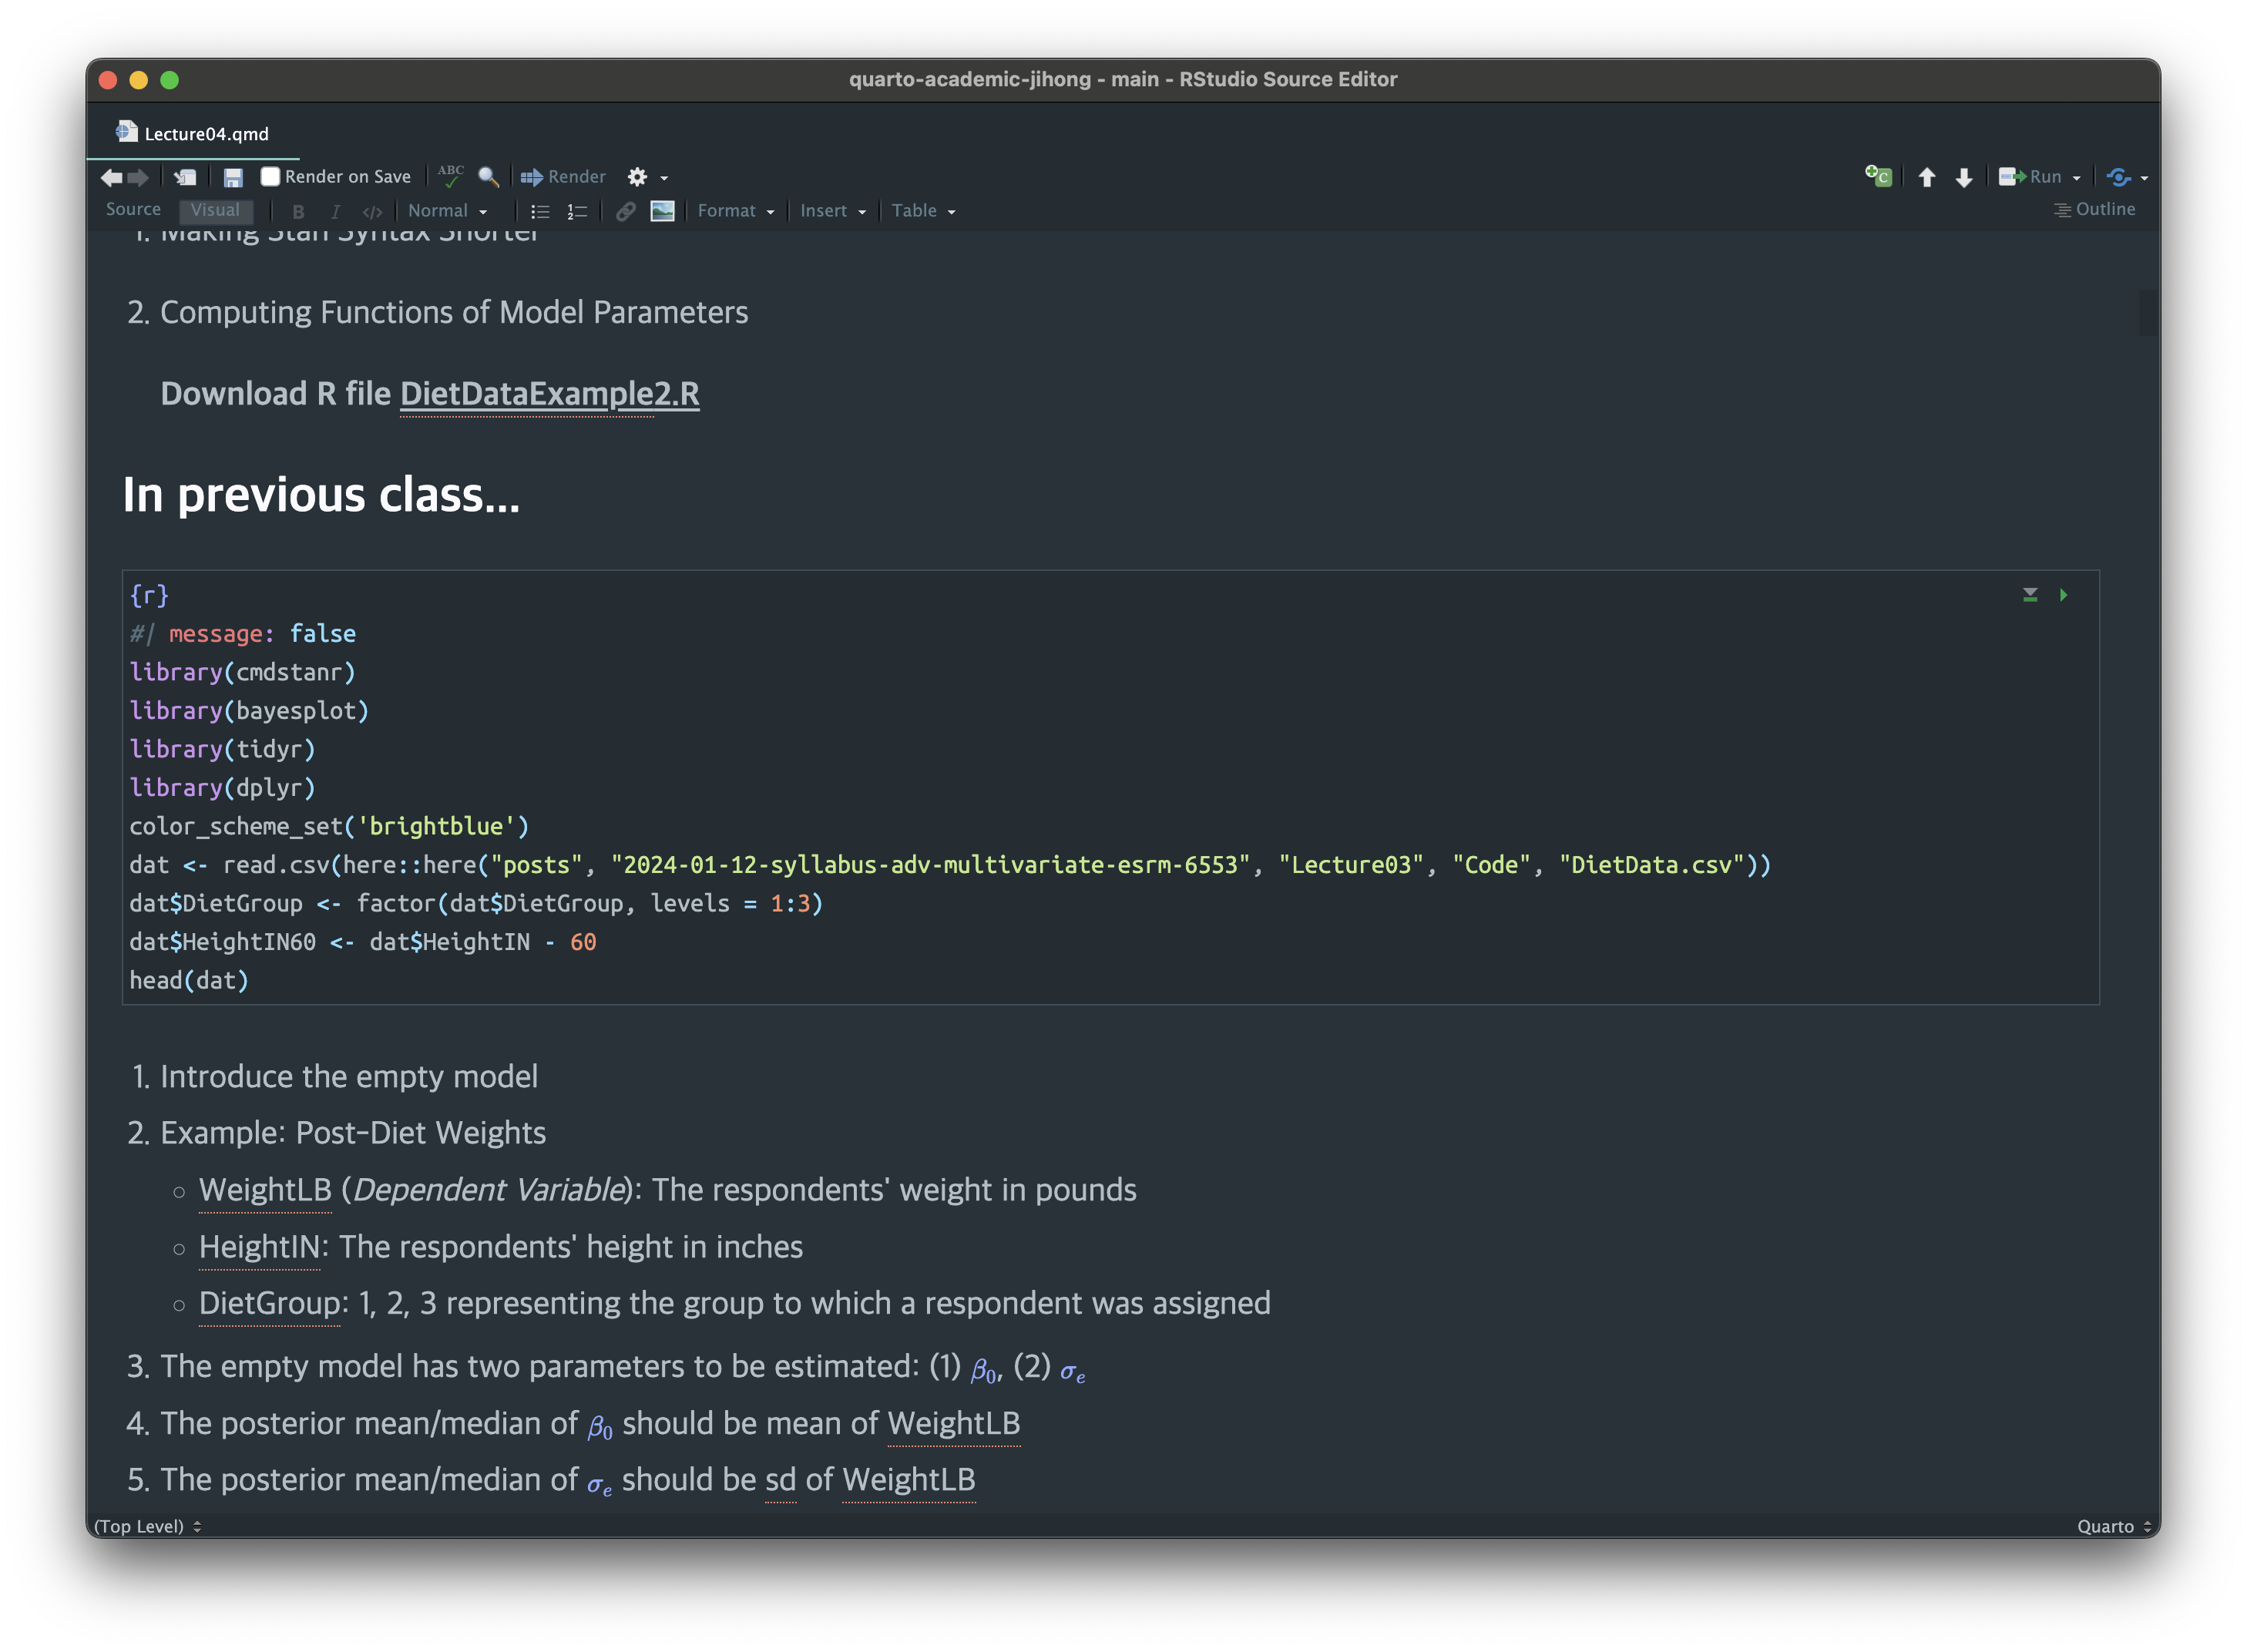 quarto-academic-jihong - main - RStudio Source Editor
Lecture04.qmd
Render on Save ABC Render Run
Source Visual B I </> Normal Format Insert Table Outline
1. Making Stan Syntax Shorter
2. Computing Functions of Model Parameters
Download R file DietDataExample2.R
In previous class...
{r}
#| message: false
library(cmdstanr)
library(bayesplot)
library(tidyr)
library(dplyr)
color_scheme_set('brightblue')
dat <- read.csv(here::here("posts", "2024-01-12-syllabus-adv-multivariate-esrm-6553", "Lecture03", "Code", "DietData.csv"))
dat$DietGroup <- factor(dat$DietGroup, levels = 1:3)
dat$HeightIN60 <- dat$HeightIN - 60
head(dat)
1. Introduce the empty model
2. Example: Post-Diet Weights
○ WeightLB (Dependent Variable): The respondents' weight in pounds
○ HeightIN: The respondents' height in inches
○ DietGroup: 1, 2, 3 representing the group to which a respondent was assigned
3. The empty model has two parameters to be estimated: (1) β₀, (2) σₑ
4. The posterior mean/median of β₀ should be mean of WeightLB
5. The posterior mean/median of σₑ should be sd of WeightLB
(Top Level) Quarto